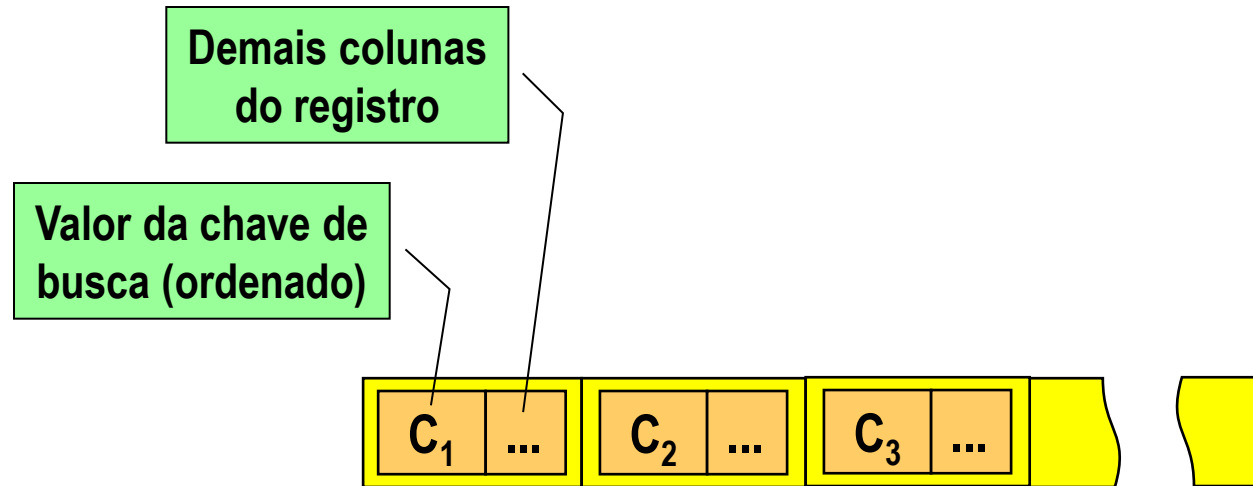 Demais colunas
do registro
Valor da chave de
busca (ordenado)
C₁ ... C₂ ... C₃ ...